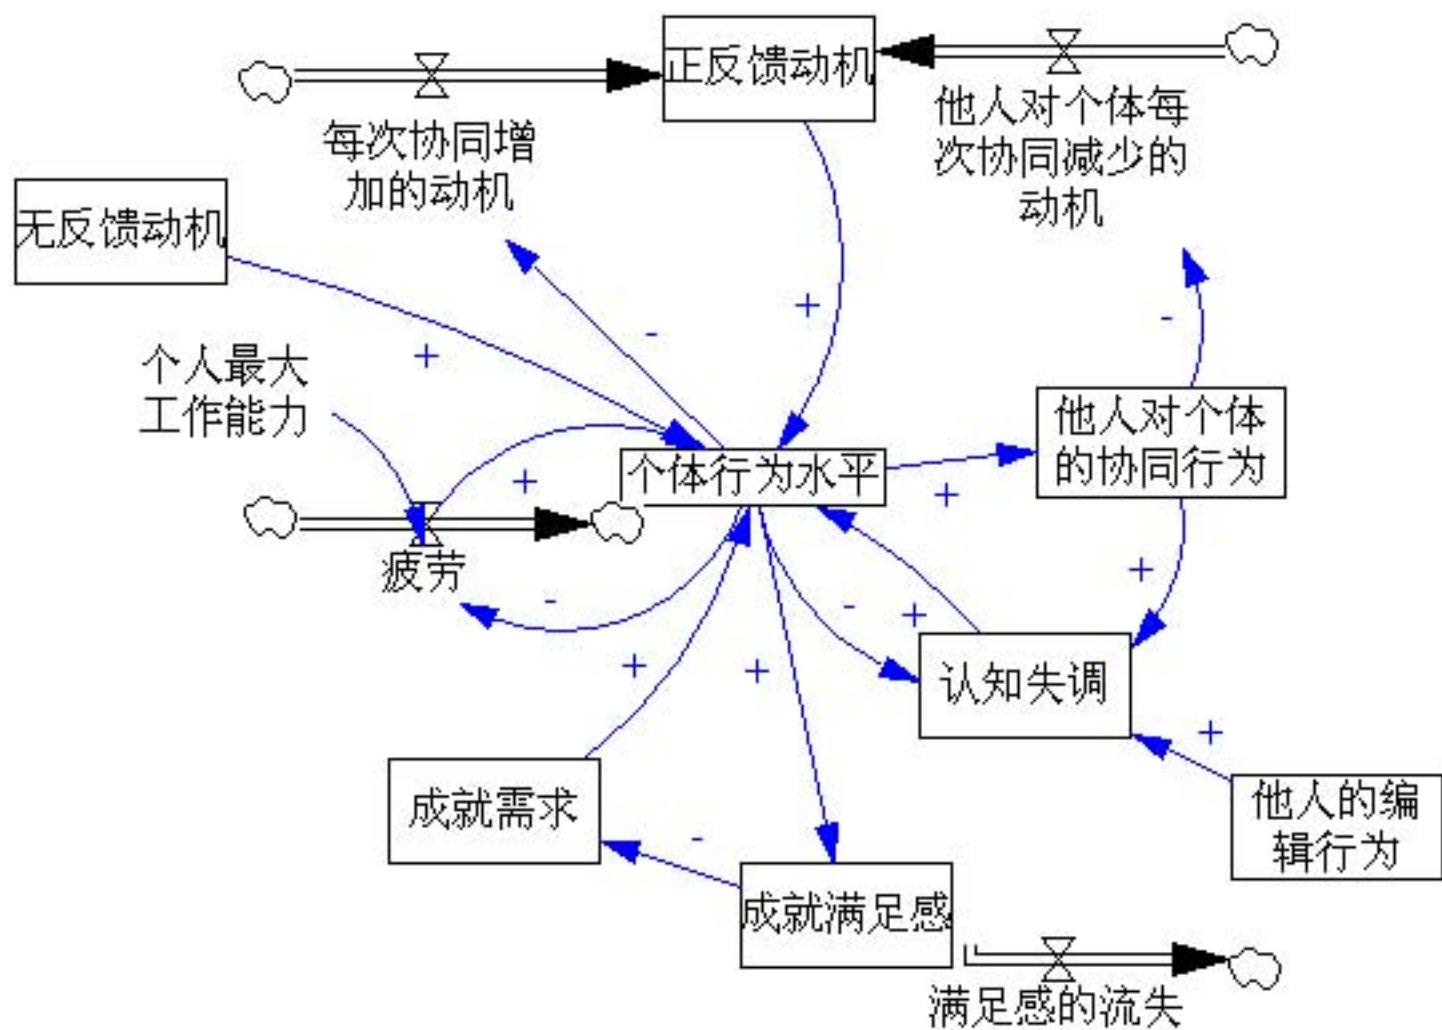 正反馈动机
每次协同增
加的动机
他人对个体每
次协同减少的
动机
无反馈动机
+
-
+
-
个人最大
工作能力
+
个体行为水平
+
他人对个体
的协同行为
疲劳
-
-
+
+
+
+
认知失调
+
成就需求
-
他人的编
辑行为
成就满足感
满足感的流失